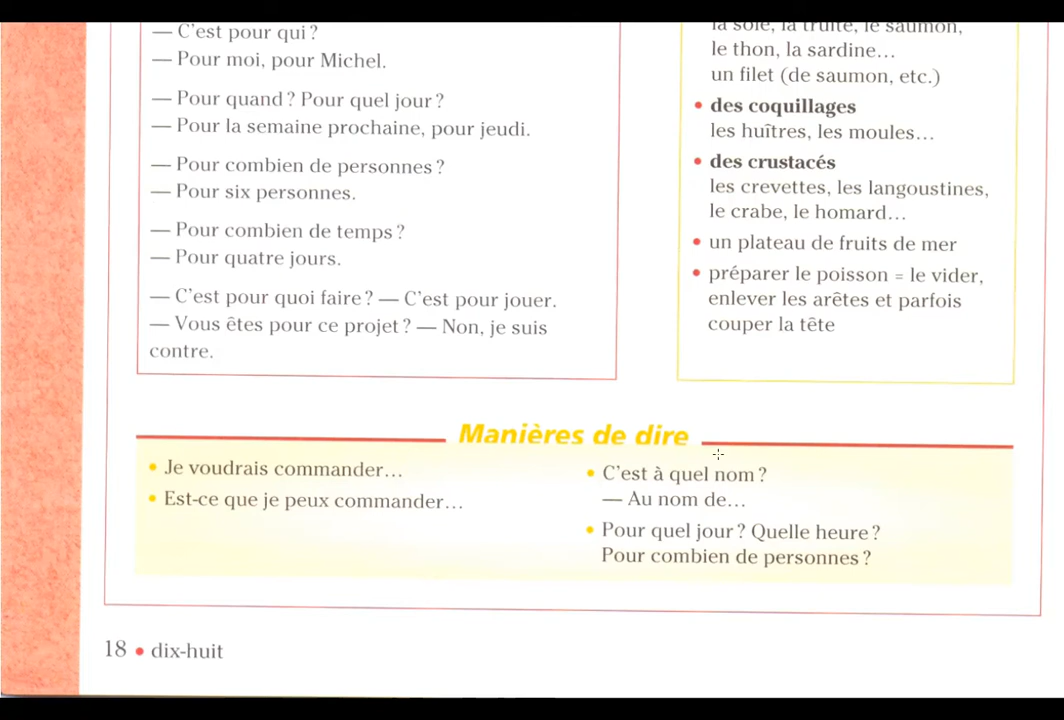 — C'est pour qui ?
— Pour moi, pour Michel.
— Pour quand ? Pour quel jour ?
— Pour la semaine prochaine, pour jeudi.
— Pour combien de personnes ?
— Pour six personnes.
— Pour combien de temps ?
— Pour quatre jours.
— C'est pour quoi faire ? — C'est pour jouer.
— Vous êtes pour ce projet ? — Non, je suis
contre.
la sole, la truite, le saumon,
le thon, la sardine…
un filet (de saumon, etc.)
• des coquillages
les huîtres, les moules…
• des crustacés
les crevettes, les langoustines,
le crabe, le homard…
• un plateau de fruits de mer
• préparer le poisson = le vider,
enlever les arêtes et parfois
couper la tête
Manières de dire
• Je voudrais commander…
• Est-ce que je peux commander…
• C'est à quel nom ?
— Au nom de…
• Pour quel jour ? Quelle heure ?
Pour combien de personnes ?
18 • dix-huit